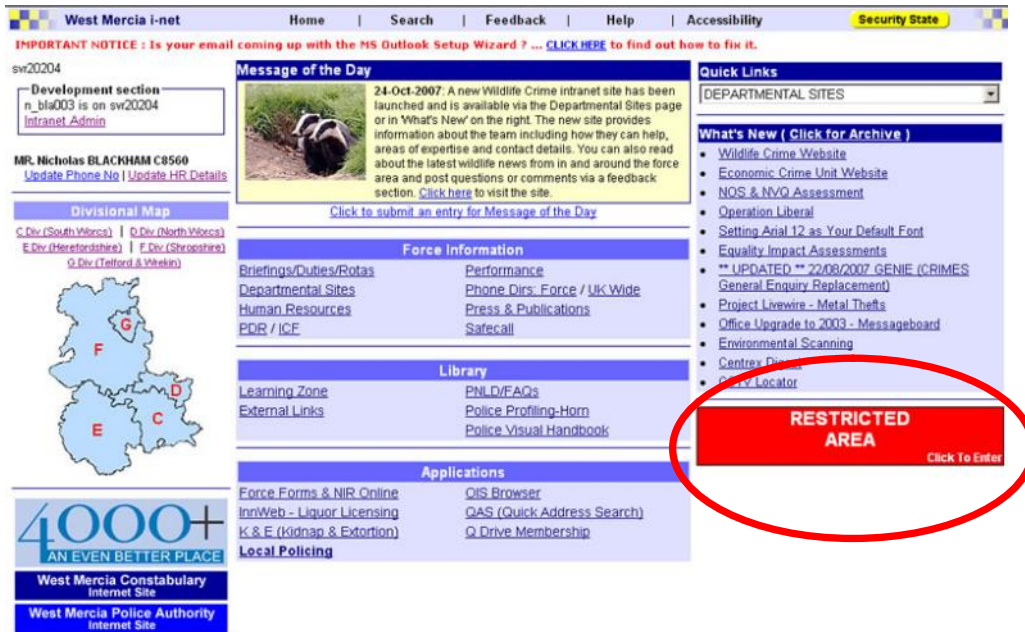 West Mercia i-net Home | Search | Feedback | Help | Accessibility Security State
IMPORTANT NOTICE : Is your email coming up with the MS Outlook Setup Wizard ? ... CLICK HERE to find out how to fix it.
svr20204
Development section
n_bla003 is on svr20204
Intranet Admin
MR. Nicholas BLACKHAM C8560
Update Phone No | Update HR Details
Divisional Map
C Div (South Worcs) | D Div (North Worcs)
E Div (Herefordshire) | F Div (Shropshire)
G Div (Telford & Wrekin)
G
F
D
E
C
4000+
AN EVEN BETTER PLACE
West Mercia Constabulary
Internet Site
West Mercia Police Authority
Internet Site
Message of the Day
24-Oct-2007: A new Wildlife Crime intranet site has been
launched and is available via the Departmental Sites page
or in 'What's New' on the right. The new site provides
information about the team including how they can help,
areas of expertise and contact details. You can also read
about the latest wildlife news from in and around the force
area and post questions or comments via a feedback
section. Click here to visit the site.
Click to submit an entry for Message of the Day
Force Information
Briefings/Duties/Rotas Performance
Departmental Sites Phone Dirs: Force / UK Wide
Human Resources Press & Publications
PDR / ICF Safecall
Library
Learning Zone PNLD/FAQs
External Links Police Profiling-Horn
Police Visual Handbook
Applications
Force Forms & NIR Online OIS Browser
InnWeb - Liquor Licensing QAS (Quick Address Search)
K & E (Kidnap & Extortion) Q Drive Membership
Local Policing
Quick Links
DEPARTMENTAL SITES
What's New ( Click for Archive )
Wildlife Crime Website
Economic Crime Unit Website
NOS & NVQ Assessment
Operation Liberal
Setting Arial 12 as Your Default Font
Equality Impact Assessments
** UPDATED ** 22/08/2007 GENIE (CRIMES
General Enquiry Replacement)
Project Livewire - Metal Thefts
Office Upgrade to 2003 - Messageboard
Environmental Scanning
Centrex Digest
CCTV Locator
RESTRICTED
AREA
Click To Enter